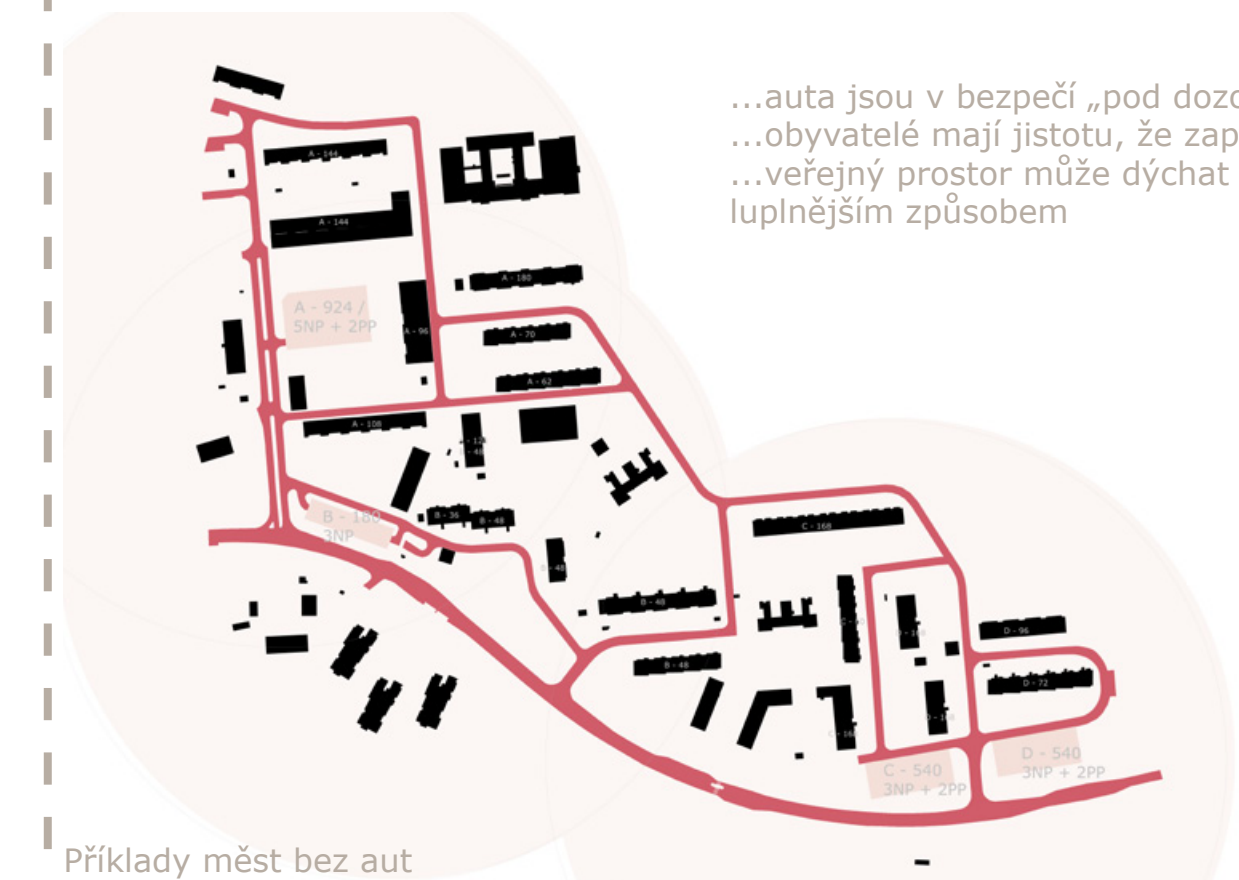 ...auta jsou v bezpečí „pod dozo
...obyvatelé mají jistotu, že zap
...veřejný prostor může dýchat
luplnějším způsobem
A - 144
A - 144
A - 180
A - 924 /
5NP + 2PP
A - 96
A - 70
A - 62
A - 108
B - 180
3NP
B - 36
B - 48
C - 168
B - 48
B - 48
D - 96
D - 72
C - 168
C - 540
3NP + 2PP
D - 540
3NP + 2PP
Příklady měst bez aut